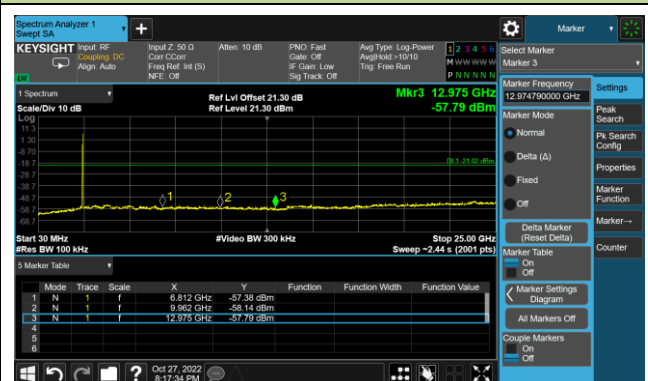 Spectrum Analyzer 1
Swept SA
Marker
KEYSIGHT
Input: RF
Coupling: DC
Align: Auto
Input Z: 50 Ω
Corr CCorr
Freq Ref: Int (S)
NFE: Off
Atten: 10 dB
PNO: Fast
Gate: Off
IF Gain: Low
Sig Track: Off
Avg Type: Log-Power
Avg|Hold:>10/10
Trig: Free Run
1 2 3 4 5 6
M W W W W W
P N N N N N
Select Marker
Marker 3
1 Spectrum
Scale/Div 10 dB
Log
Ref Lvl Offset 21.30 dB
Ref Level 21.30 dBm
Mkr3 12.975 GHz
-57.79 dBm
11.3
1.30
-8.70
-18.7
-28.7
-38.7
-48.7
-58.7
-68.7
DL1 -21.02 dBm
1
2
3
Start 30 MHz
#Res BW 100 kHz
#Video BW 300 kHz
Stop 25.00 GHz
Sweep ~2.44 s (2001 pts)
5 Marker Table
Mode Trace Scale X Y Function Function Width Function Value
1 N 1 f 6.812 GHz -57.38 dBm
2 N 1 f 9.962 GHz -58.14 dBm
3 N 1 f 12.975 GHz -57.79 dBm
4
5
6
Marker Frequency
12.974790000 GHz
Marker Mode
Normal
Delta (Δ)
Fixed
Off
Delta Marker
(Reset Delta)
Marker Table
On
Off
Marker Settings
Diagram
All Markers Off
Couple Markers
On
Off
Settings
Peak
Search
Pk Search
Config
Properties
Marker
Function
Marker→
Counter
?
Oct 27, 2022
8:17:34 PM